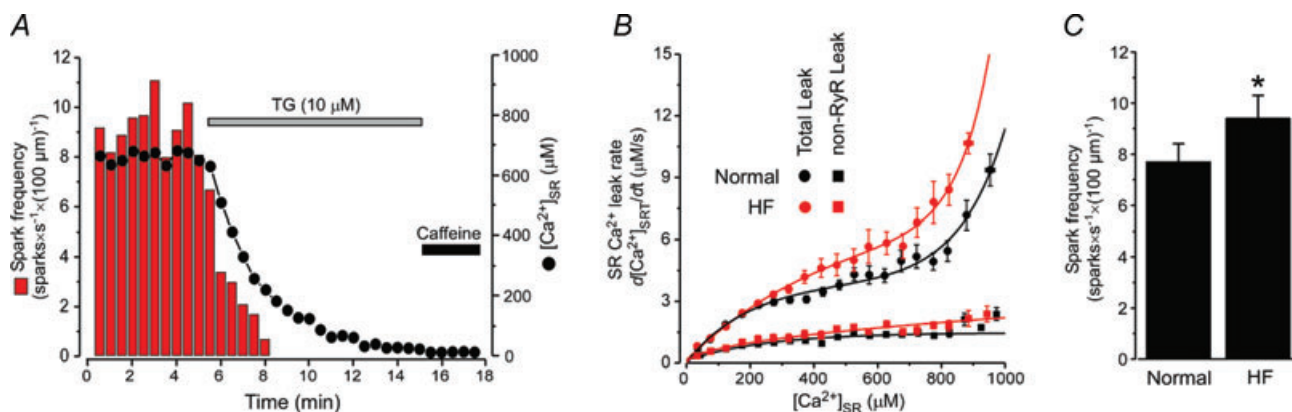 A
Spark frequency
(sparks×s⁻¹×(100 µm)⁻¹)
12
10
8
6
4
2
0
0 2 4 6 8 10 12 14 16 18
Time (min)
TG (10 µM)
Caffeine
1000
800
600
400
200
0
[Ca²⁺]SR
(µM)
B
SR Ca²⁺ leak rate
d[Ca²⁺]SRT/dt (µM/s)
15
12
9
6
3
0
0 200 400 600 800 1000
[Ca²⁺]SR (µM)
Total Leak
non-RyR Leak
Normal
HF
C
Spark frequency
(sparks×s⁻¹×(100 µm)⁻¹)
12
10
8
6
4
2
0
*
Normal HF